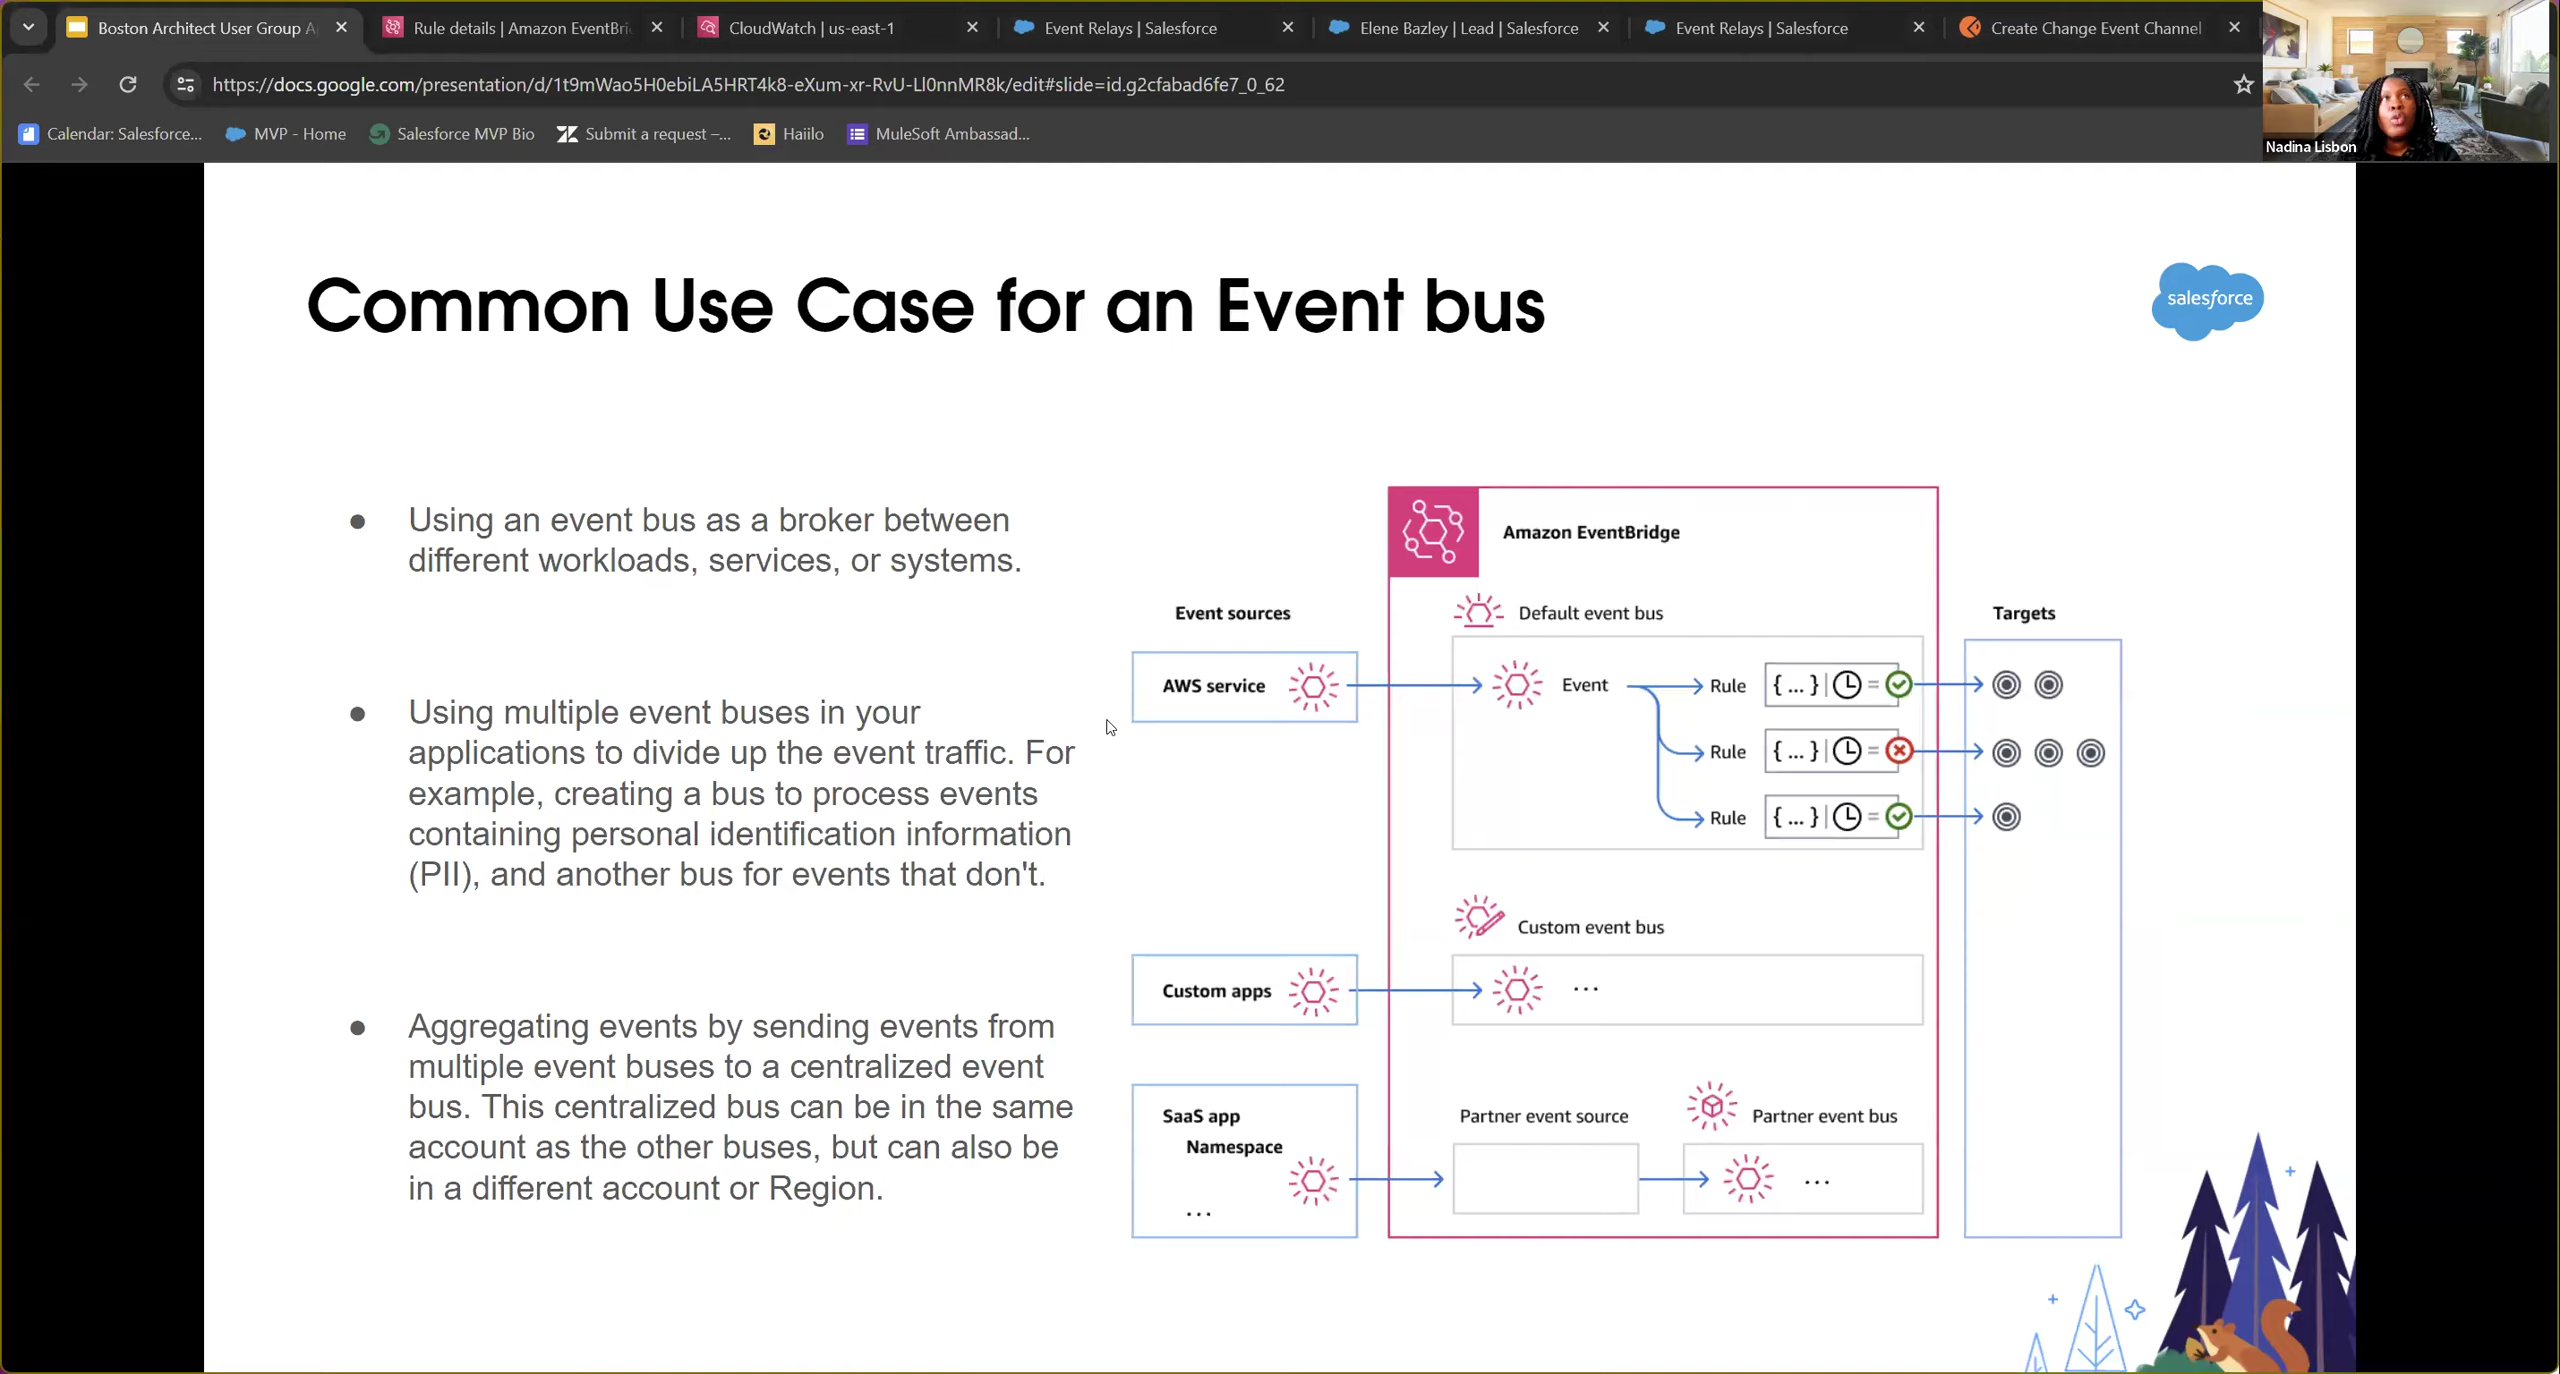 Boston Architect User Group A
Rule details | Amazon EventBri
CloudWatch | us-east-1
Event Relays | Salesforce
Elene Bazley | Lead | Salesforce
Event Relays | Salesforce
Create Change Event Channel
https://docs.google.com/presentation/d/1t9mWao5H0ebiLA5HRT4k8-eXum-xr-RvU-Ll0nnMR8k/edit#slide=id.g2cfabad6fe7_0_62
Calendar: Salesforce...
MVP - Home
Salesforce MVP Bio
Submit a request –...
Haiilo
MuleSoft Ambassad...
Nadina Lisbon
Common Use Case for an Event bus
salesforce
● Using an event bus as a broker between
different workloads, services, or systems.
● Using multiple event buses in your
applications to divide up the event traffic. For
example, creating a bus to process events
containing personal identification information
(PII), and another bus for events that don't.
● Aggregating events by sending events from
multiple event buses to a centralized event
bus. This centralized bus can be in the same
account as the other buses, but can also be
in a different account or Region.
Amazon EventBridge
Event sources
Default event bus
Targets
AWS service
Event
Rule
{ ... } | =
Rule
{ ... } | =
Rule
{ ... } | =
Custom event bus
Custom apps
...
SaaS app
Namespace
...
Partner event source
Partner event bus
...